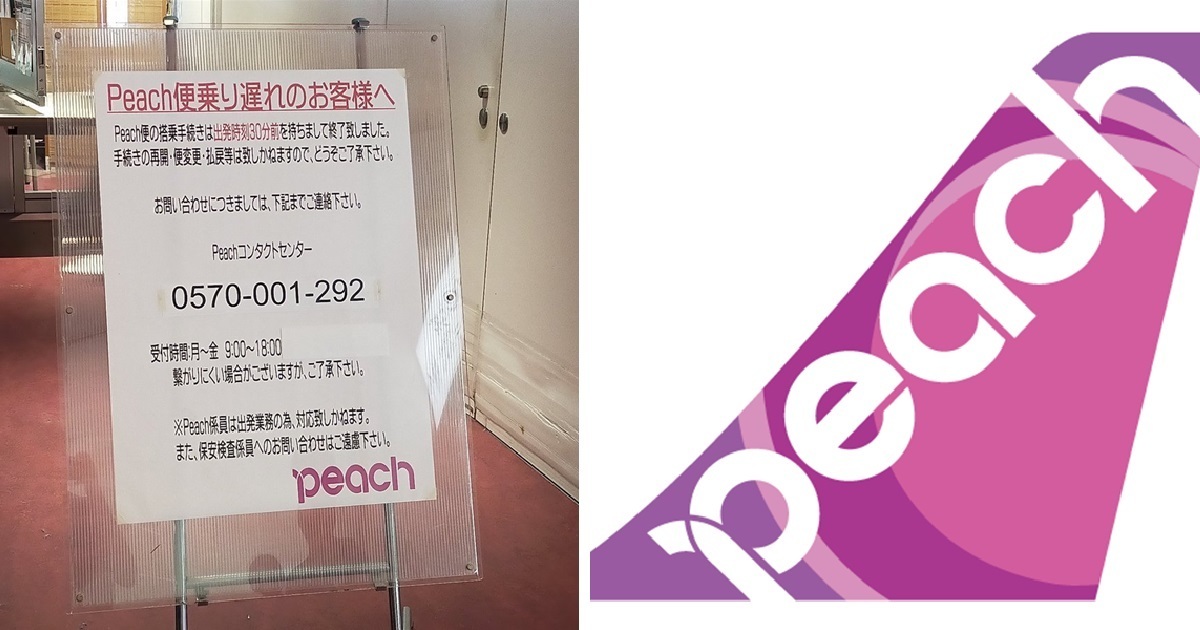 Peach便乗り遅れのお客様へ
Peach便の搭乗手続きは出発時刻30分前を持ちまして終了致しました。
手続きの再開・便変更・払戻等は致しかねますので、どうぞご了承下さい。
お問い合わせにつきましては、下記までご連絡下さい。
Peachコンタクトセンター
0570-001-292
受付時間:月〜金 9:00〜18:00
繋がりにくい場合がございますが、ご了承下さい。
※Peach係員は出発業務の為、対応致しかねます。
また、保安検査係員へのお問い合わせはご遠慮下さい。
peach
peach